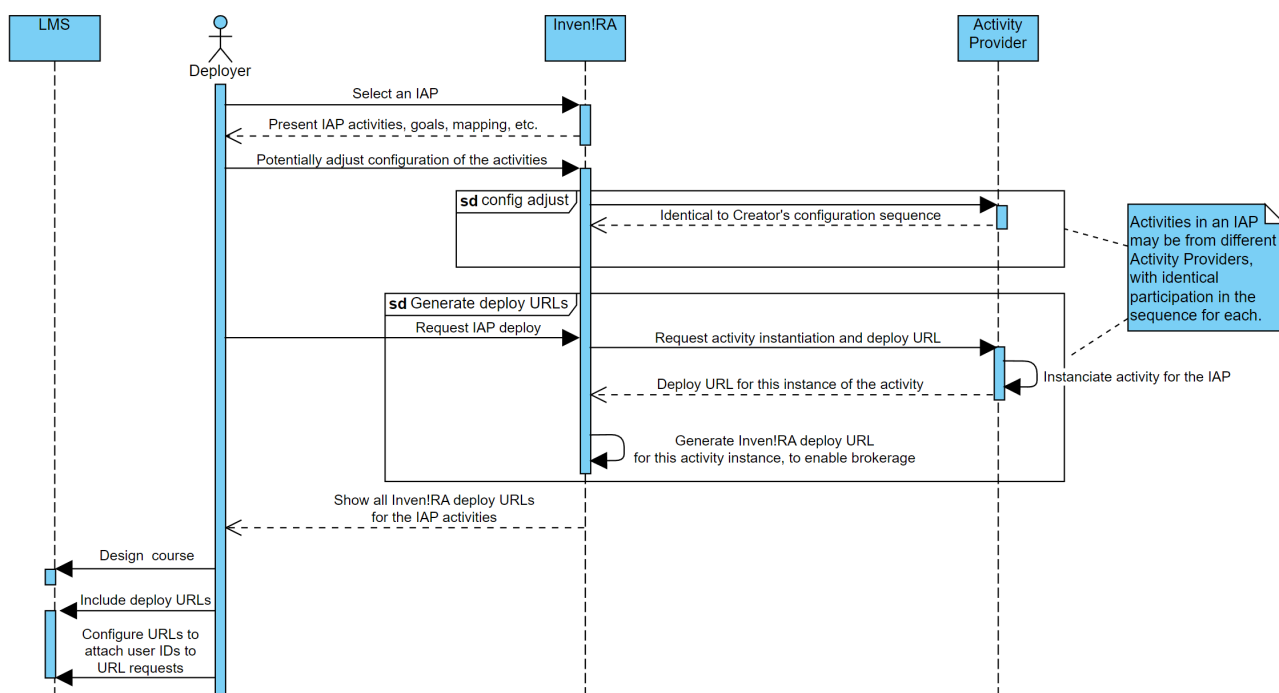 LMS
Deployer
Inven!RA
Activity
Provider
Select an IAP
Present IAP activities, goals, mapping, etc.
Potentially adjust configuration of the activities
sd config adjust
Identical to Creator's configuration sequence
Activities in an IAP
may be from different
Activity Providers,
with identical
participation in the
sequence for each.
sd Generate deploy URLs
Request IAP deploy
Request activity instantiation and deploy URL
Instanciate activity for the IAP
Deploy URL for this instance of the activity
Generate Inven!RA deploy URL
for this activity instance, to enable brokerage
Show all Inven!RA deploy URLs
for the IAP activities
Design course
Include deploy URLs
Configure URLs to
attach user IDs to
URL requests